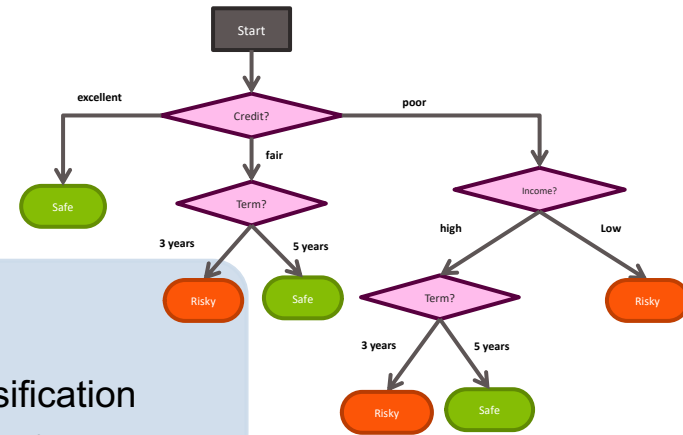 Start
excellent
Credit?
poor
fair
Safe
Term?
Income?
3 years
5 years
high
Low
Risky
Safe
Term?
Risky
3 years
5 years
sification
Risky
Safe